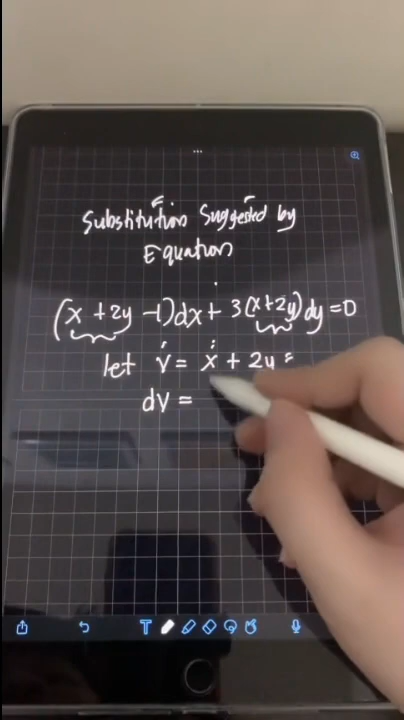 Substitution Suggested by
Equation
(x + 2y - 1)dx + 3(x+2y)dy = 0
let v = x + 2y
dv =
T